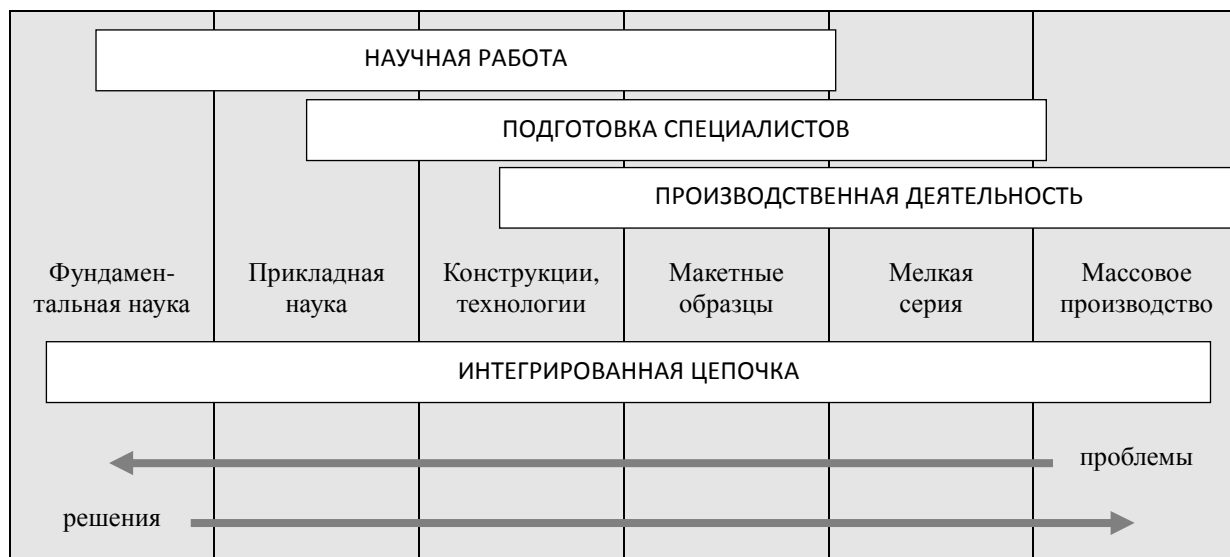 НАУЧНАЯ РАБОТА
ПОДГОТОВКА СПЕЦИАЛИСТОВ
ПРОИЗВОДСТВЕННАЯ ДЕЯТЕЛЬНОСТЬ
Фундамен-
тальная наука
Прикладная
наука
Конструкции,
технологии
Макетные
образцы
Мелкая
серия
Массовое
производство
ИНТЕГРИРОВАННАЯ ЦЕПОЧКА
проблемы
решения